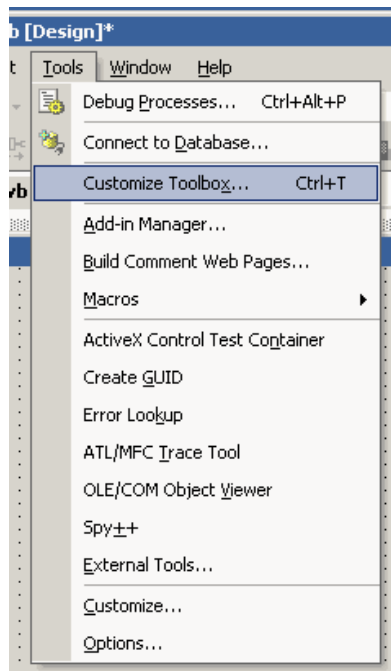 b [Design]*
t Tools Window Help
Debug Processes... Ctrl+Alt+P
Connect to Database...
vb
Customize Toolbox... Ctrl+T
Add-in Manager...
Build Comment Web Pages...
Macros
ActiveX Control Test Container
Create GUID
Error Lookup
ATL/MFC Trace Tool
OLE/COM Object Viewer
Spy++
External Tools...
Customize...
Options...